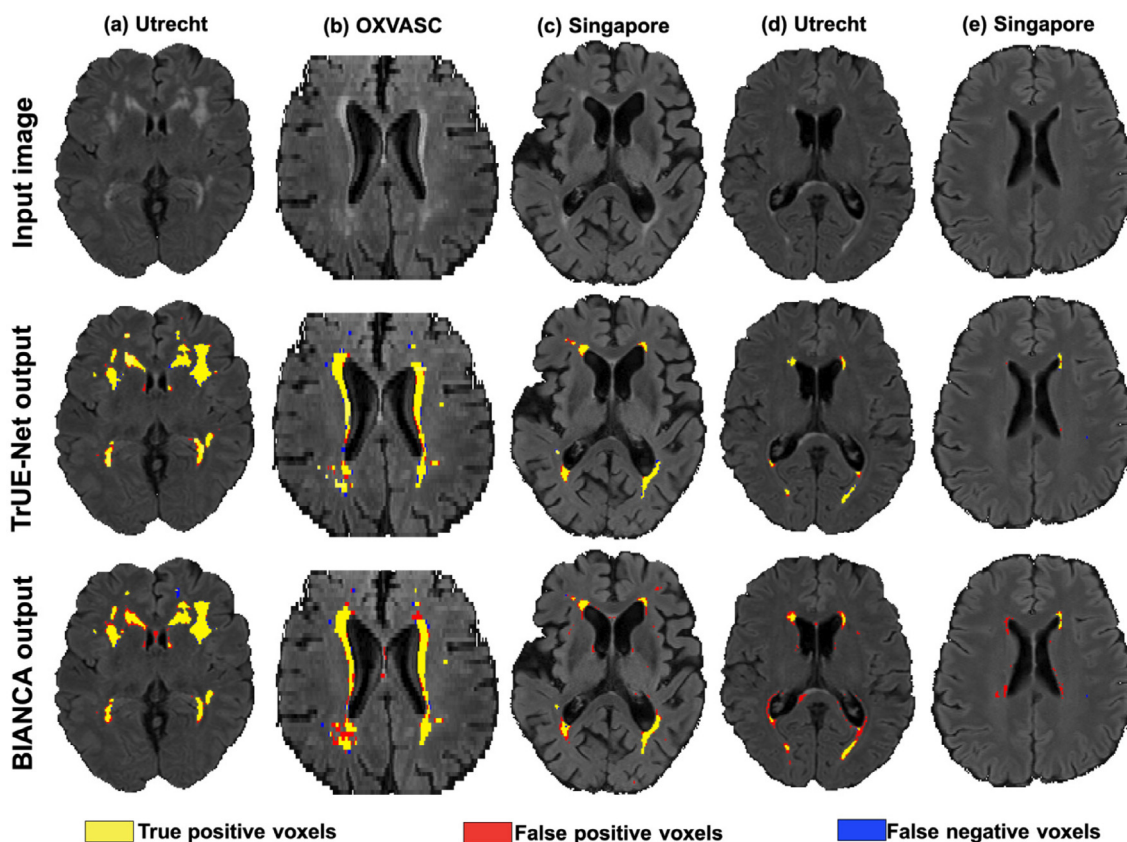 (a) Utrecht (b) OXVASC (c) Singapore (d) Utrecht (e) Singapore
Input image
TrUE-Net output
BIANCA output
True positive voxels False positive voxels False negative voxels